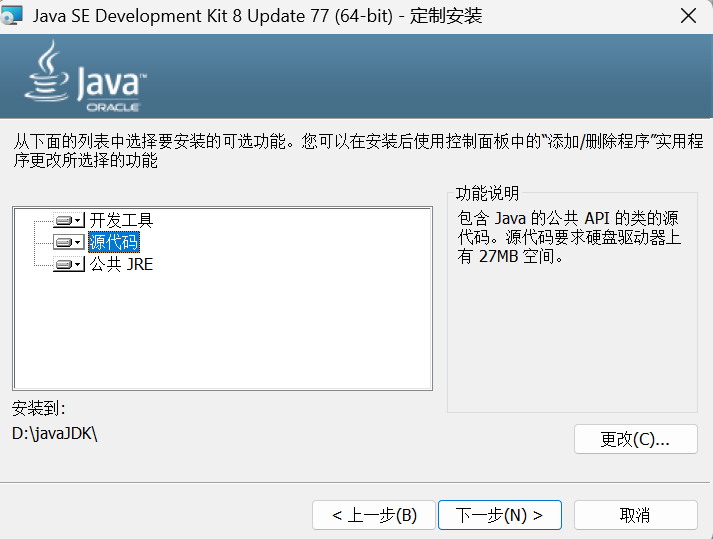 Java SE Development Kit 8 Update 77 (64-bit) - 定制安装
Java™
ORACLE
从下面的列表中选择要安装的可选功能。您可以在安装后使用控制面板中的“添加/删除程序”实用程
序更改所选择的功能
开发工具
源代码
公共 JRE
功能说明
包含 Java 的公共 API 的类的源
代码。源代码要求硬盘驱动器上
有 27MB 空间。
安装到:
D:\javaJDK\
更改(C)...
< 上一步(B)
下一步(N) >
取消